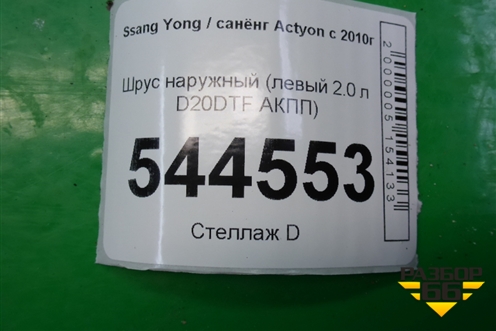 Ssang Yong / санёнг Actyon с 2010г
Шрус наружный (левый 2.0 л
D20DTF АКПП)
544553
Стеллаж D
2000005154133
РАЗБОР
66